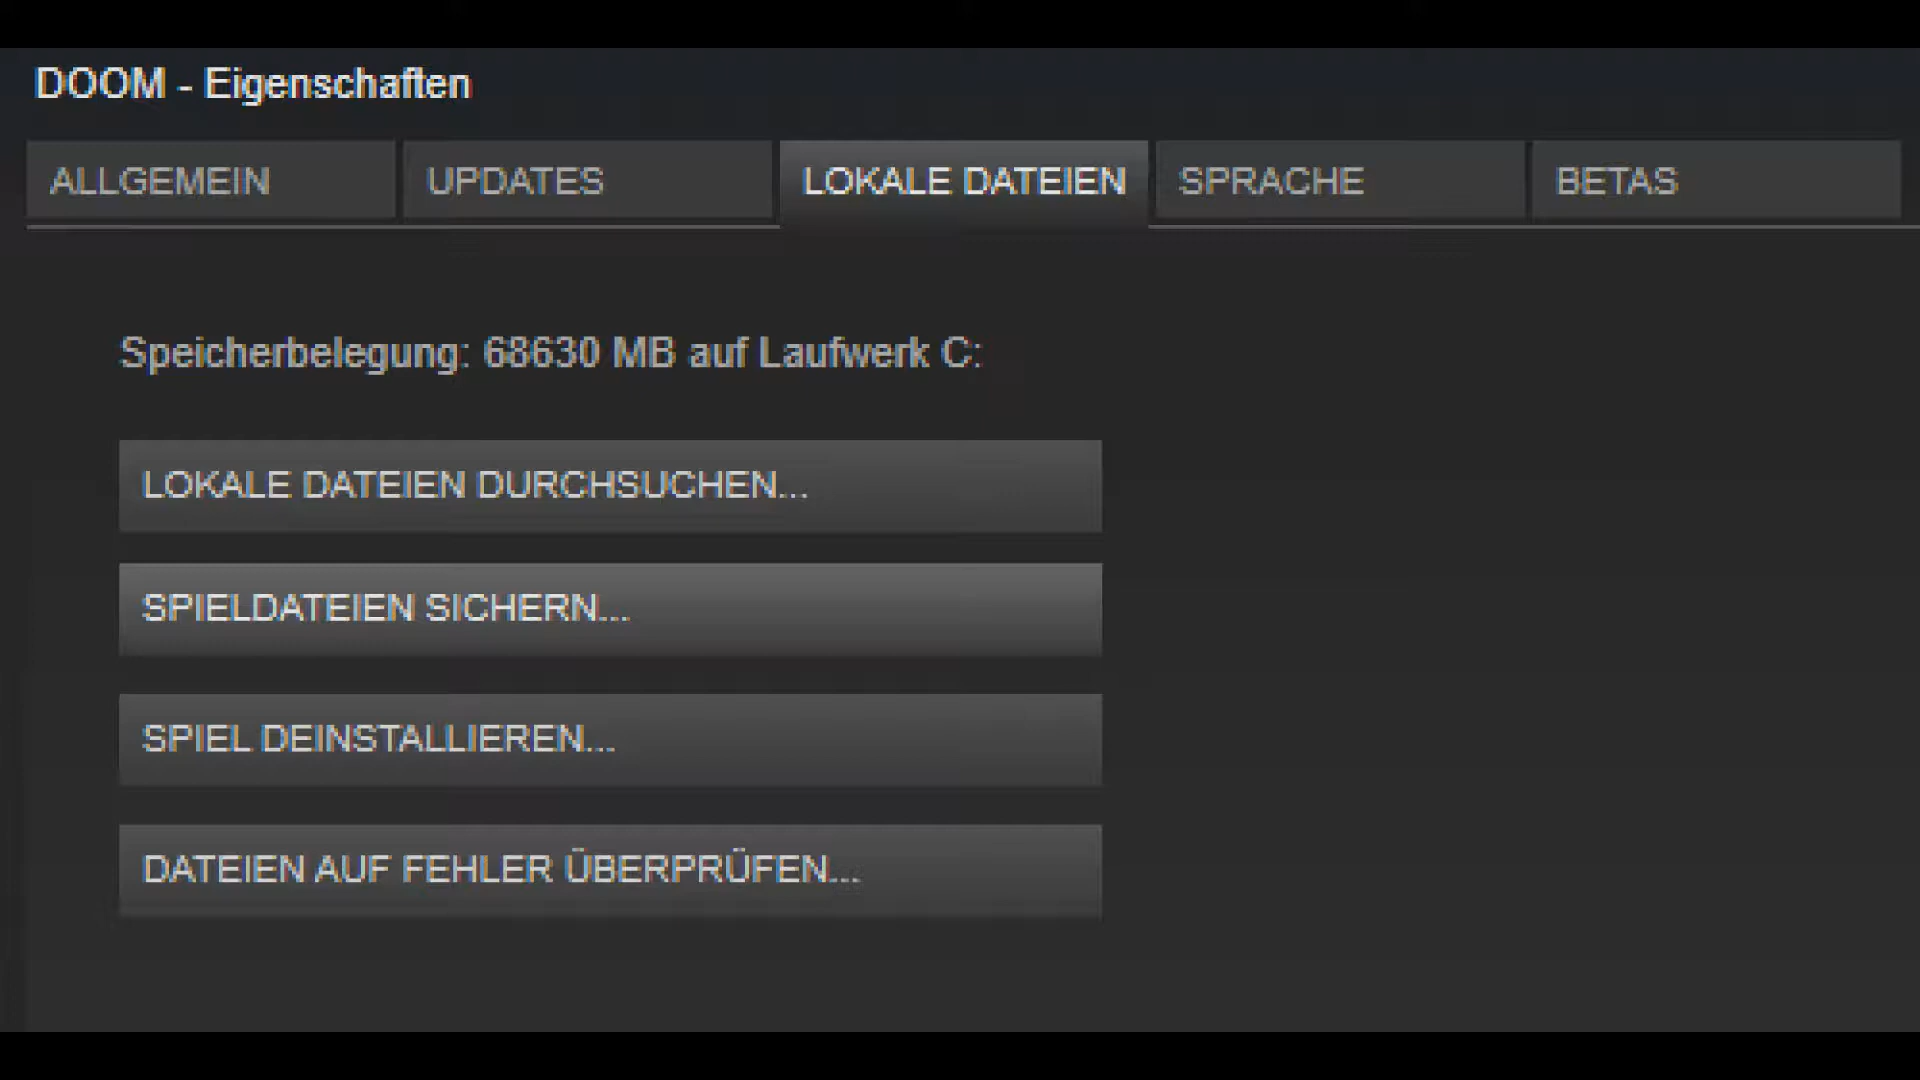 DOOM - Eigenschaften
ALLGEMEIN UPDATES LOKALE DATEIEN SPRACHE BETAS
Speicherbelegung: 68630 MB auf Laufwerk C:
LOKALE DATEIEN DURCHSUCHEN...
SPIELDATEIEN SICHERN...
SPIEL DEINSTALLIEREN...
DATEIEN AUF FEHLER ÜBERPRÜFEN...